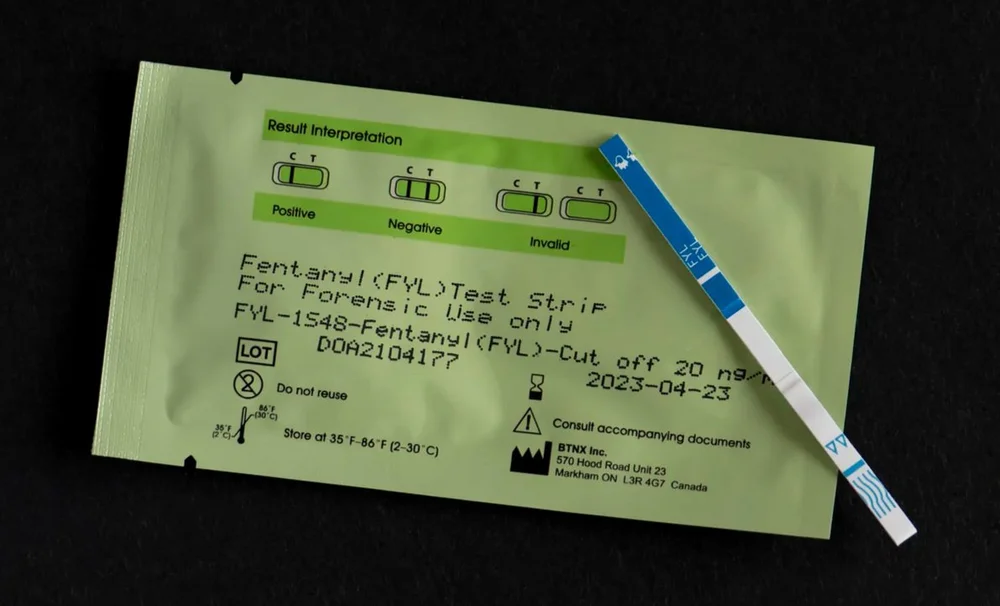 Result Interpretation
C T
C T
C T
C T
Positive
Negative
Invalid
Fentanyl(FYL)Test Strip
For Forensic Use only
FYL-1548-Fentanyl(FYL)-Cut off 20
LOT
DOA2104177
2023-04-23
2
Do not reuse
86°F
(30°C)
35°F
(2°C)
Store at 35°F-86°F (2–30°C)
Consult accompanying documents
BTNX Inc.
570 Hood Road Unit 23
Markham ON L3R 4G7 Canada
FYL
FYL